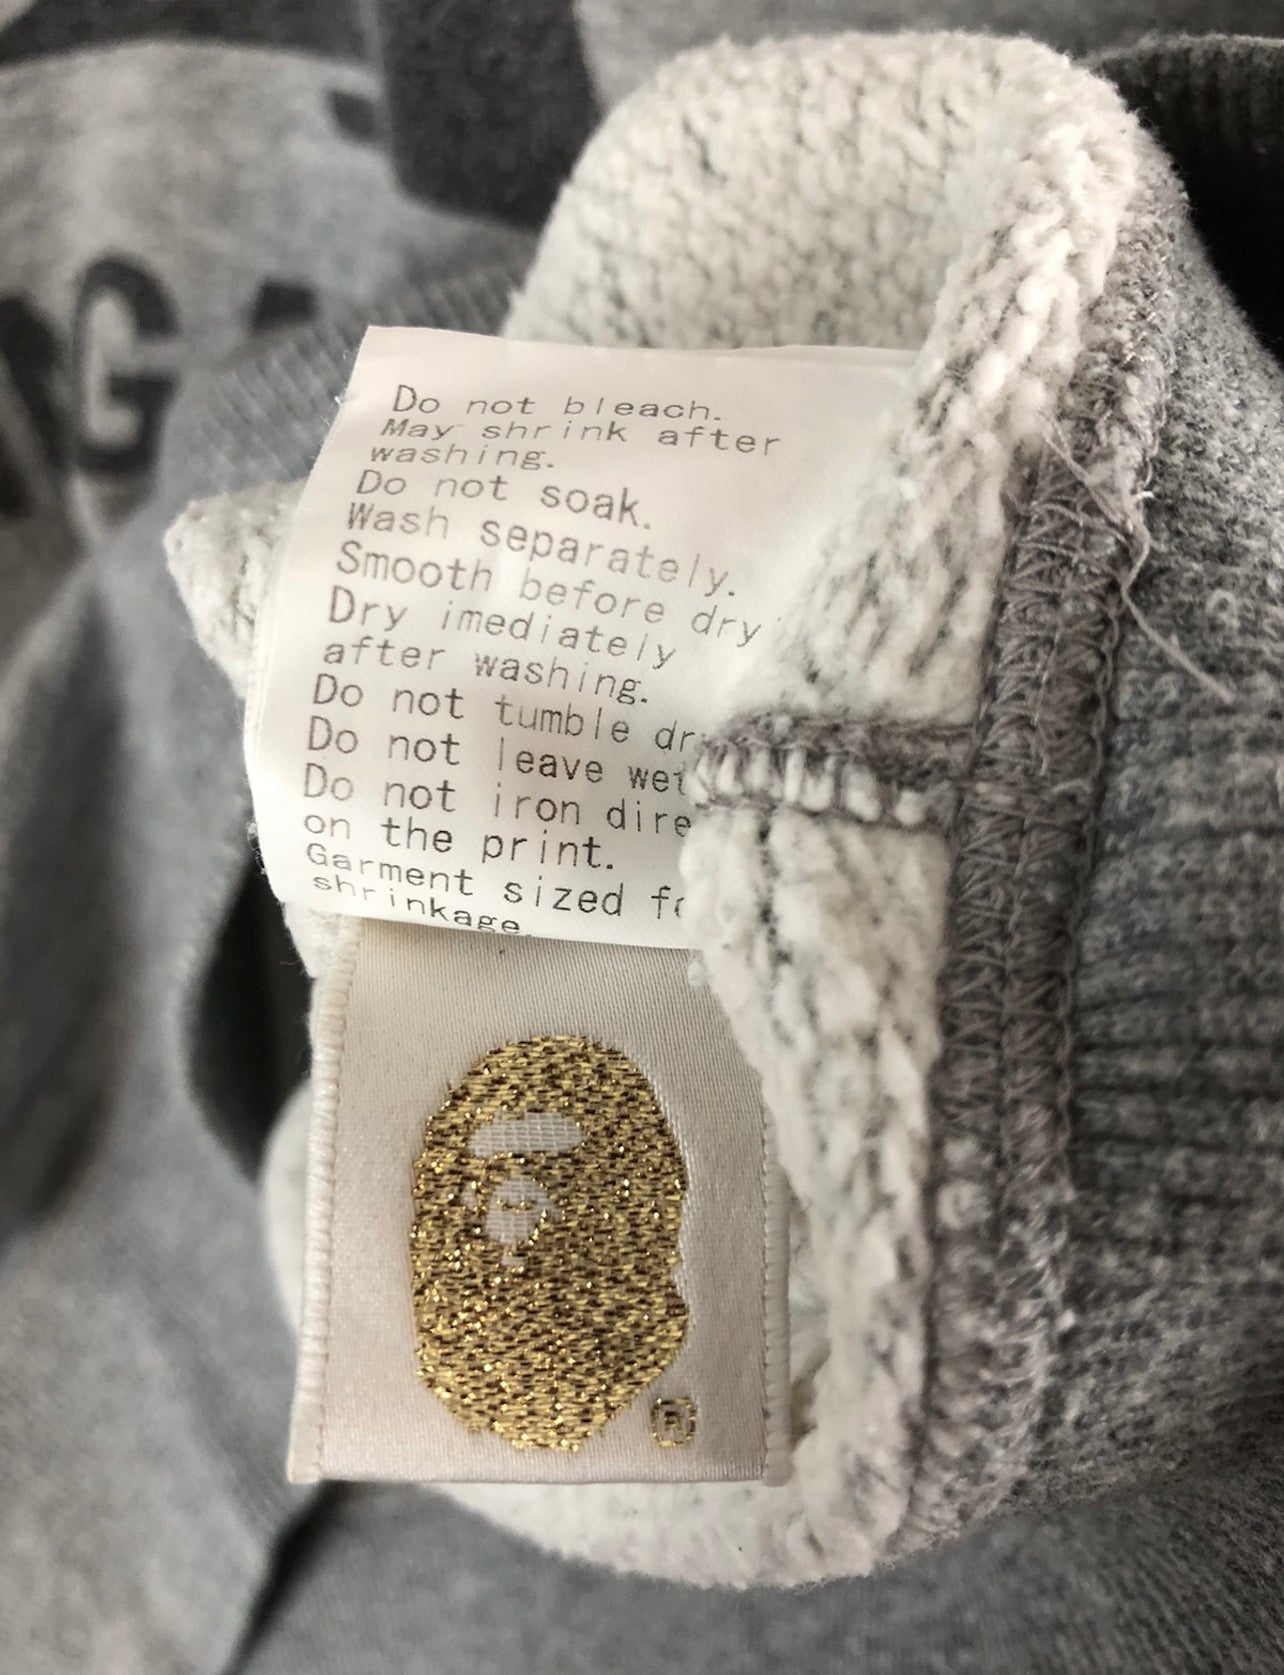 Do not bleach.
May shrink after
washing.
Do not soak.
Wash separately.
Smooth before dry
Dry imediately
after washing.
Do not tumble
Do not leave wet
Do not iron
on the print.
Garment sized
shrinkage.
®